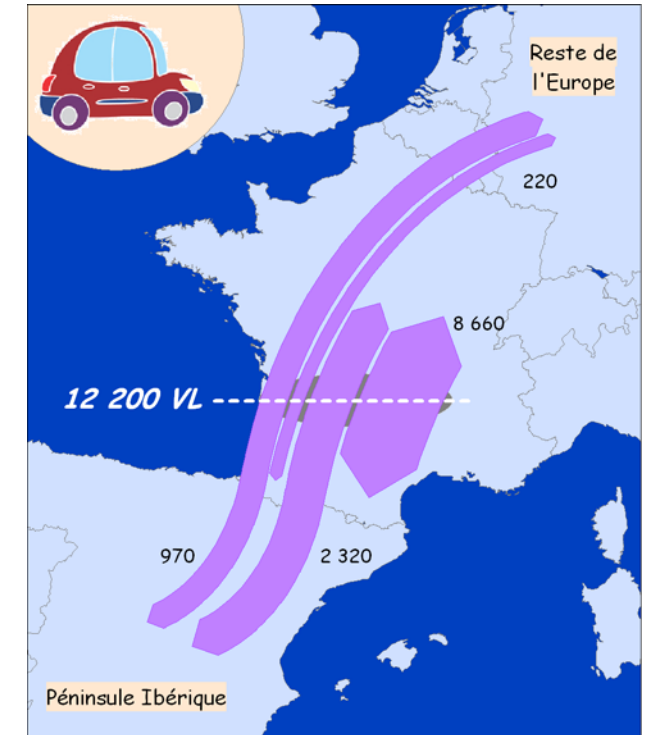 Reste de
l'Europe
220
8 660
12 200 VL
970
2 320
Péninsule Ibérique